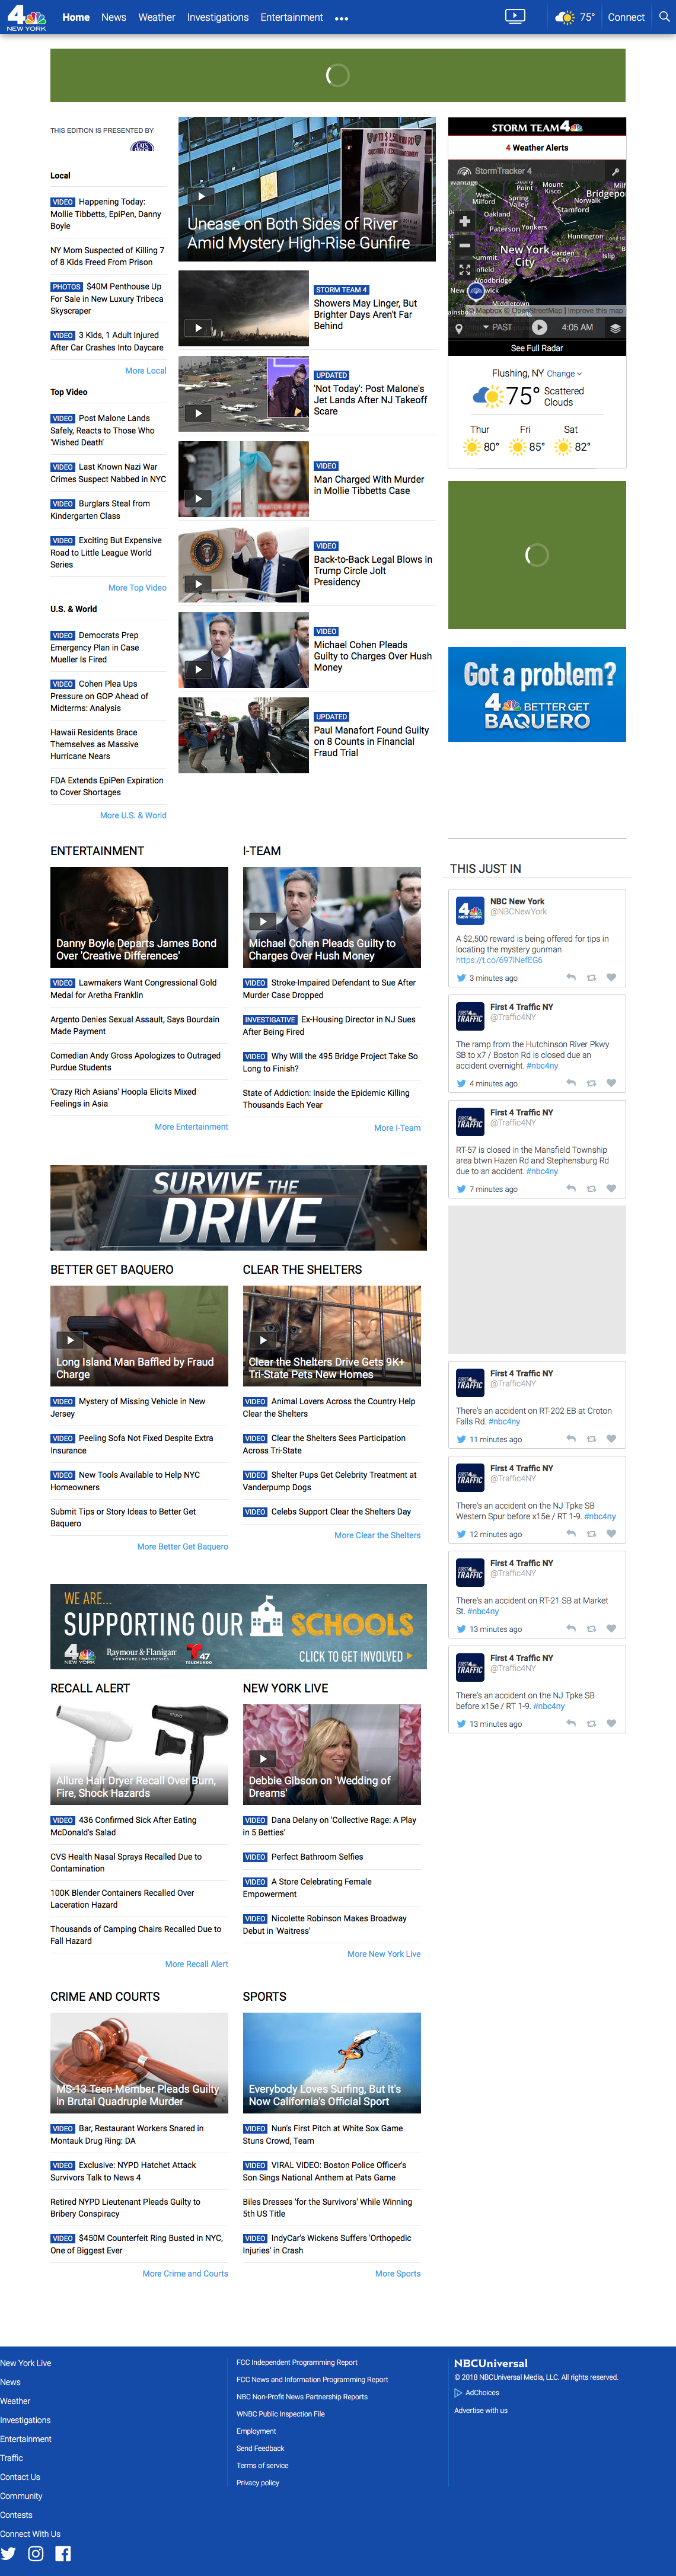 4
NEW YORK
Home News Weather Investigations Entertainment
75° Connect
THIS EDITION IS PRESENTED BY
Local
VIDEO Happening Today:
Mollie Tibbetts, EpiPen, Danny
Boyle
NY Mom Suspected of Killing 7
of 8 Kids Freed From Prison
PHOTOS $40M Penthouse Up
For Sale in New Luxury Tribeca
Skyscraper
VIDEO 3 Kids, 1 Adult Injured
After Car Crashes Into Daycare
More Local
Top Video
VIDEO Post Malone Lands
Safely, Reacts to Those Who
'Wished Death'
VIDEO Last Known Nazi War
Crimes Suspect Nabbed in NYC
VIDEO Burglars Steal from
Kindergarten Class
VIDEO Exciting But Expensive
Road to Little League World
Series
More Top Video
U.S. & World
VIDEO Democrats Prep
Emergency Plan in Case
Mueller Is Fired
VIDEO Cohen Plea Ups
Pressure on GOP Ahead of
Midterms: Analysis
Hawaii Residents Brace
Themselves as Massive
Hurricane Nears
FDA Extends EpiPen Expiration
to Cover Shortages
More U.S. & World
Unease on Both Sides of River
Amid Mystery High-Rise Gunfire
STORM TEAM 4
Showers May Linger, But
Brighter Days Aren't Far
Behind
UPDATED
'Not Today': Post Malone's
Jet Lands After NJ Takeoff
Scare
VIDEO
Man Charged With Murder
in Mollie Tibbetts Case
VIDEO
Back-to-Back Legal Blows in
Trump Circle Jolt
Presidency
VIDEO
Michael Cohen Pleads
Guilty to Charges Over Hush
Money
UPDATED
Paul Manafort Found Guilty
on 8 Counts in Financial
Fraud Trial
STORM TEAM 4
4 Weather Alerts
StormTracker 4
Point
Mount
Kisco
Bridgepo
Milford
Spring
Valley
Norwalk
Oakland
Stamford
Paterson Yonkers
Huntington
New York
City
Woodbridge
Middletown
© Mapbox © OpenStreetMap | Improve this map
PAST 4:05 AM
See Full Radar
Flushing, NY Change
75° Scattered
Clouds
Thur Fri Sat
80° 85° 82°
Got a problem?
4 BETTER GET
BAQUERO
ENTERTAINMENT
Danny Boyle Departs James Bond
Over 'Creative Differences'
VIDEO Lawmakers Want Congressional Gold
Medal for Aretha Franklin
Argento Denies Sexual Assault, Says Bourdain
Made Payment
Comedian Andy Gross Apologizes to Outraged
Purdue Students
'Crazy Rich Asians' Hoopla Elicits Mixed
Feelings in Asia
More Entertainment
I-TEAM
Michael Cohen Pleads Guilty to
Charges Over Hush Money
VIDEO Stroke-Impaired Defendant to Sue After
Murder Case Dropped
INVESTIGATIVE Ex-Housing Director in NJ Sues
After Being Fired
VIDEO Why Will the 495 Bridge Project Take So
Long to Finish?
State of Addiction: Inside the Epidemic Killing
Thousands Each Year
More I-Team
THIS JUST IN
NBC New York
@NBCNewYork
A $2,500 reward is being offered for tips in
locating the mystery gunman
https://t.co/697lNefEG6
3 minutes ago
First 4 Traffic NY
@Traffic4NY
The ramp from the Hutchinson River Pkwy
SB to x7 / Boston Rd is closed due an
accident overnight. #nbc4ny
4 minutes ago
First 4 Traffic NY
@Traffic4NY
RT-57 is closed in the Mansfield Township
area btwn Hazen Rd and Stephensburg Rd
due to an accident. #nbc4ny
7 minutes ago
First 4 Traffic NY
@Traffic4NY
There's an accident on RT-202 EB at Croton
Falls Rd. #nbc4ny
11 minutes ago
First 4 Traffic NY
@Traffic4NY
There's an accident on the NJ Tpke SB
Western Spur before x15e / RT 1-9. #nbc4ny
12 minutes ago
First 4 Traffic NY
@Traffic4NY
There's an accident on RT-21 SB at Market
St. #nbc4ny
13 minutes ago
First 4 Traffic NY
@Traffic4NY
There's an accident on the NJ Tpke SB
before x15e / RT 1-9. #nbc4ny
13 minutes ago
SURVIVE THE
DRIVE
BETTER GET BAQUERO
Long Island Man Baffled by Fraud
Charge
VIDEO Mystery of Missing Vehicle in New
Jersey
VIDEO Peeling Sofa Not Fixed Despite Extra
Insurance
VIDEO New Tools Available to Help NYC
Homeowners
Submit Tips or Story Ideas to Better Get
Baquero
More Better Get Baquero
CLEAR THE SHELTERS
Clear the Shelters Drive Gets 9K+
Tri-State Pets New Homes
VIDEO Animal Lovers Across the Country Help
Clear the Shelters
VIDEO Clear the Shelters Sees Participation
Across Tri-State
VIDEO Shelter Pups Get Celebrity Treatment at
Vanderpump Dogs
VIDEO Celebs Support Clear the Shelters Day
More Clear the Shelters
WE ARE...
SUPPORTING OUR SCHOOLS
4 NEW YORK Raymour & Flanigan FURNITURE | MATTRESSES 47 TELEMUNDO
CLICK TO GET INVOLVED
RECALL ALERT
Allure Hair Dryer Recall Over Burn,
Fire, Shock Hazards
VIDEO 436 Confirmed Sick After Eating
McDonald's Salad
CVS Health Nasal Sprays Recalled Due to
Contamination
100K Blender Containers Recalled Over
Laceration Hazard
Thousands of Camping Chairs Recalled Due to
Fall Hazard
More Recall Alert
NEW YORK LIVE
Debbie Gibson on 'Wedding of
Dreams'
VIDEO Dana Delany on 'Collective Rage: A Play
in 5 Betties'
VIDEO Perfect Bathroom Selfies
VIDEO A Store Celebrating Female
Empowerment
VIDEO Nicolette Robinson Makes Broadway
Debut in 'Waitress'
More New York Live
CRIME AND COURTS
MS-13 Teen Member Pleads Guilty
in Brutal Quadruple Murder
VIDEO Bar, Restaurant Workers Snared in
Montauk Drug Ring: DA
VIDEO Exclusive: NYPD Hatchet Attack
Survivors Talk to News 4
Retired NYPD Lieutenant Pleads Guilty to
Bribery Conspiracy
VIDEO $450M Counterfeit Ring Busted in NYC,
One of Biggest Ever
More Crime and Courts
SPORTS
Everybody Loves Surfing, But It's
Now California's Official Sport
VIDEO Nun's First Pitch at White Sox Game
Stuns Crowd, Team
VIDEO VIRAL VIDEO: Boston Police Officer's
Son Sings National Anthem at Pats Game
Biles Dresses 'for the Survivors' While Winning
5th US Title
VIDEO IndyCar's Wickens Suffers 'Orthopedic
Injuries' in Crash
More Sports
New York Live
News
Weather
Investigations
Entertainment
Traffic
Contact Us
Community
Contests
Connect With Us
FCC Independent Programming Report
FCC News and Information Programming Report
NBC Non-Profit News Partnership Reports
WNBC Public Inspection File
Employment
Send Feedback
Terms of service
Privacy policy
NBCUniversal
© 2018 NBCUniversal Media, LLC. All rights reserved.
AdChoices
Advertise with us